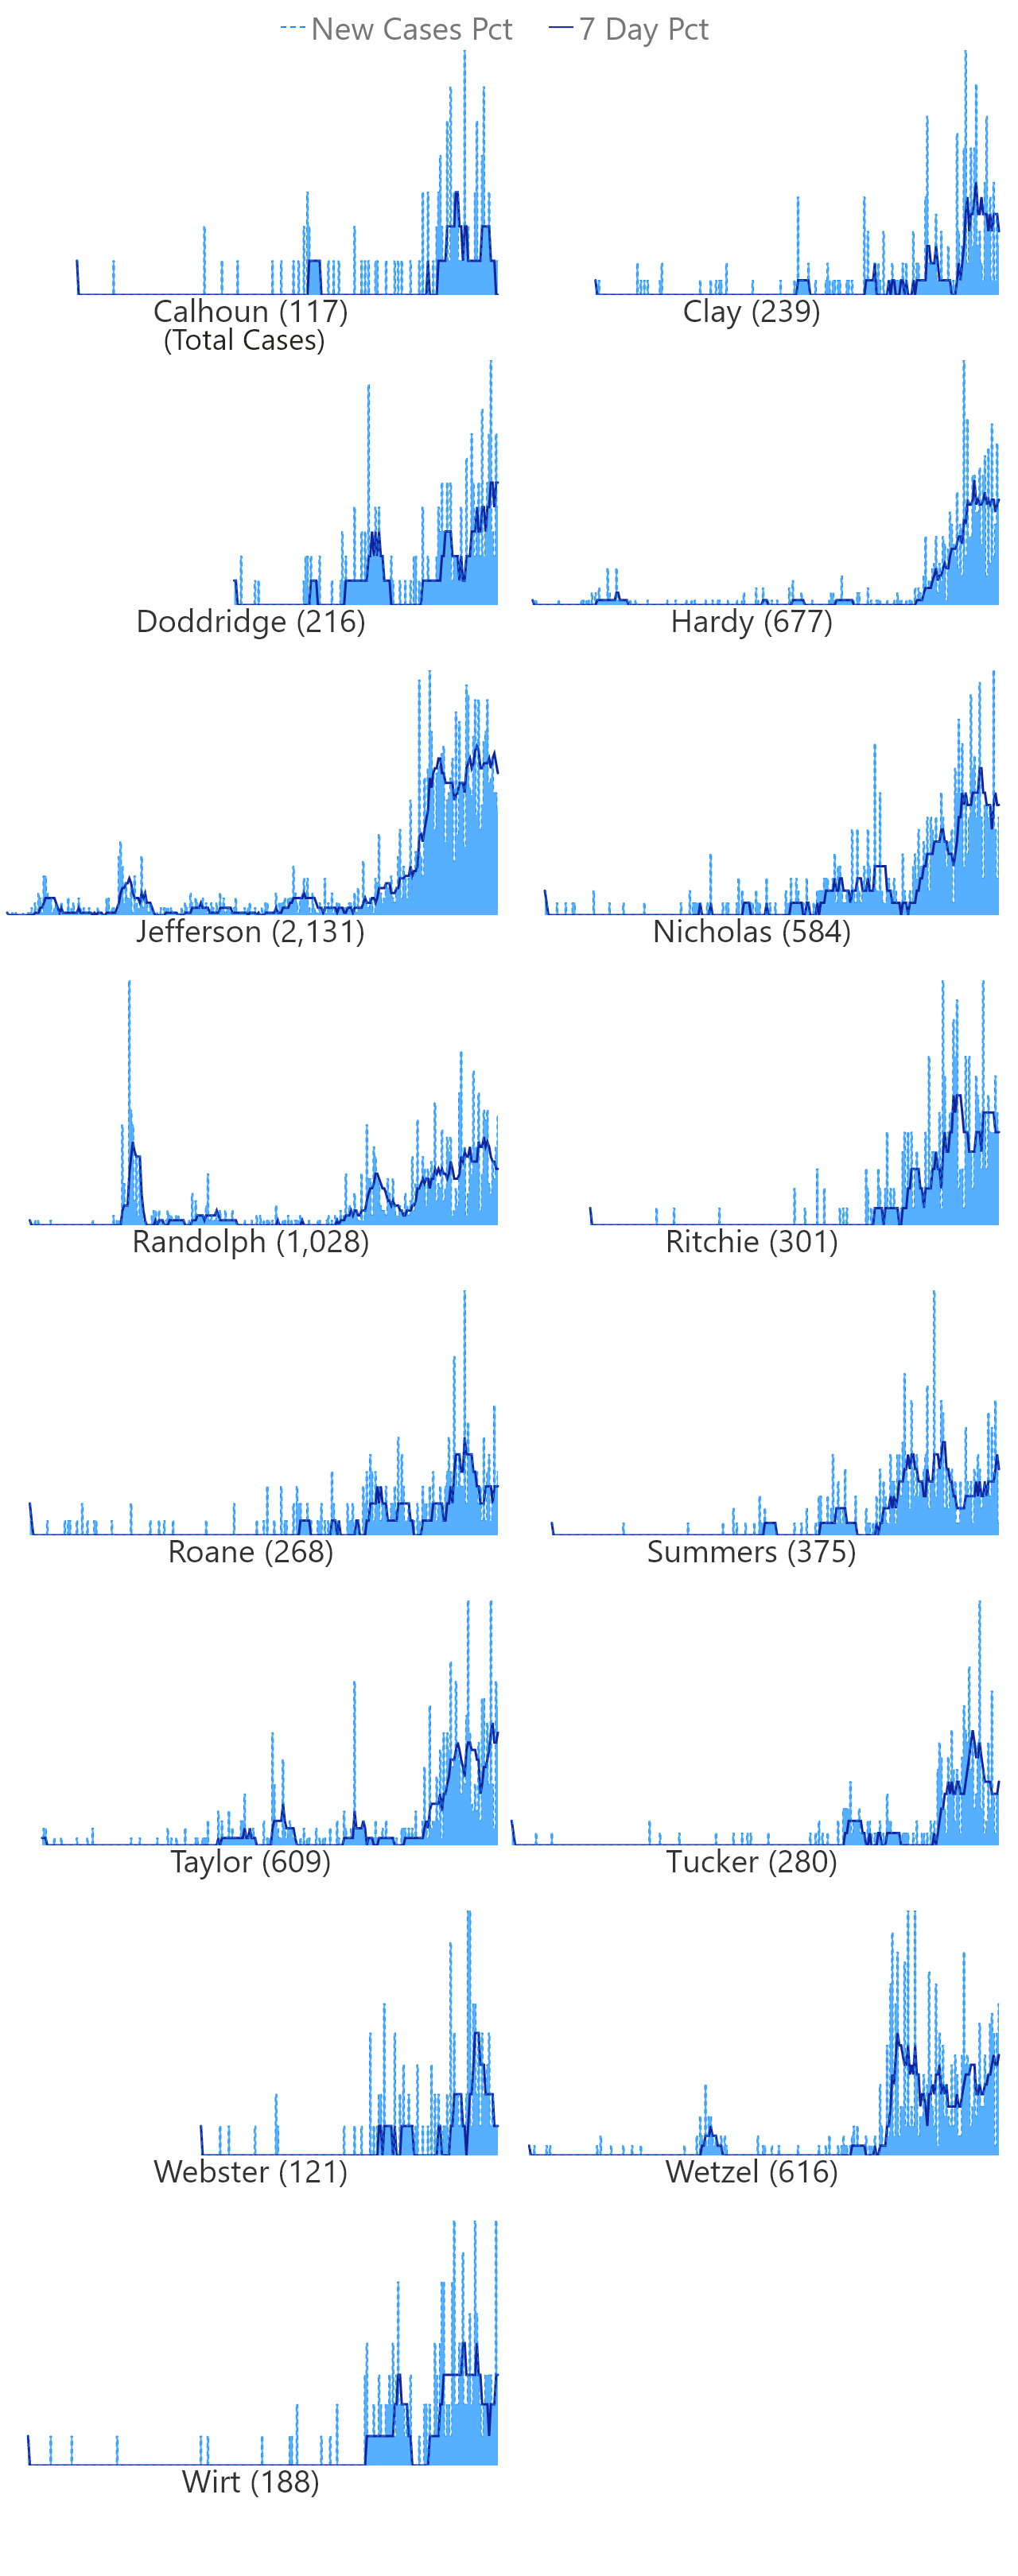 New Cases Pct 7 Day Pct
Calhoun (117)
(Total Cases)
Clay (239)
Doddridge (216)
Hardy (677)
Jefferson (2,131)
Nicholas (584)
Randolph (1,028)
Ritchie (301)
Roane (268)
Summers (375)
Taylor (609)
Tucker (280)
Webster (121)
Wetzel (616)
Wirt (188)